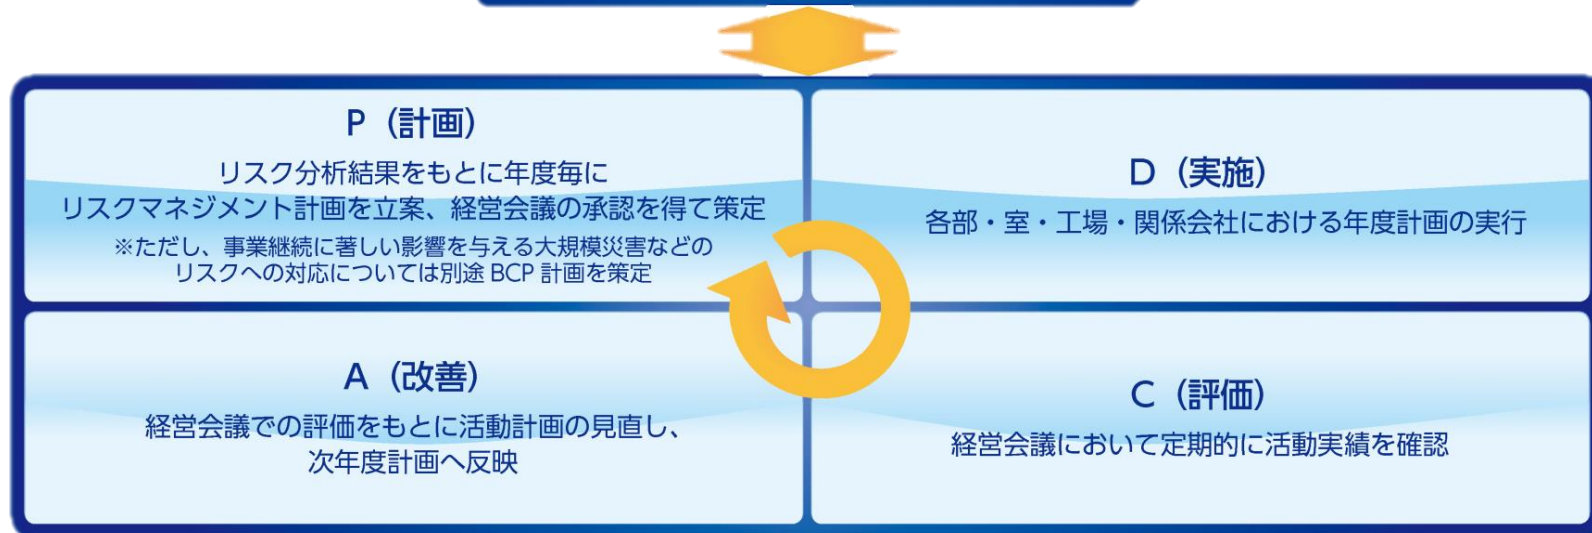 P（計画）
リスク分析結果をもとに年度毎に
リスクマネジメント計画を立案、経営会議の承認を得て策定
※ただし、事業継続に著しい影響を与える大規模災害などの
リスクへの対応については別途 BCP 計画を策定
D（実施）
各部・室・工場・関係会社における年度計画の実行
A（改善）
経営会議での評価をもとに活動計画の見直し、
次年度計画へ反映
C（評価）
経営会議において定期的に活動実績を確認